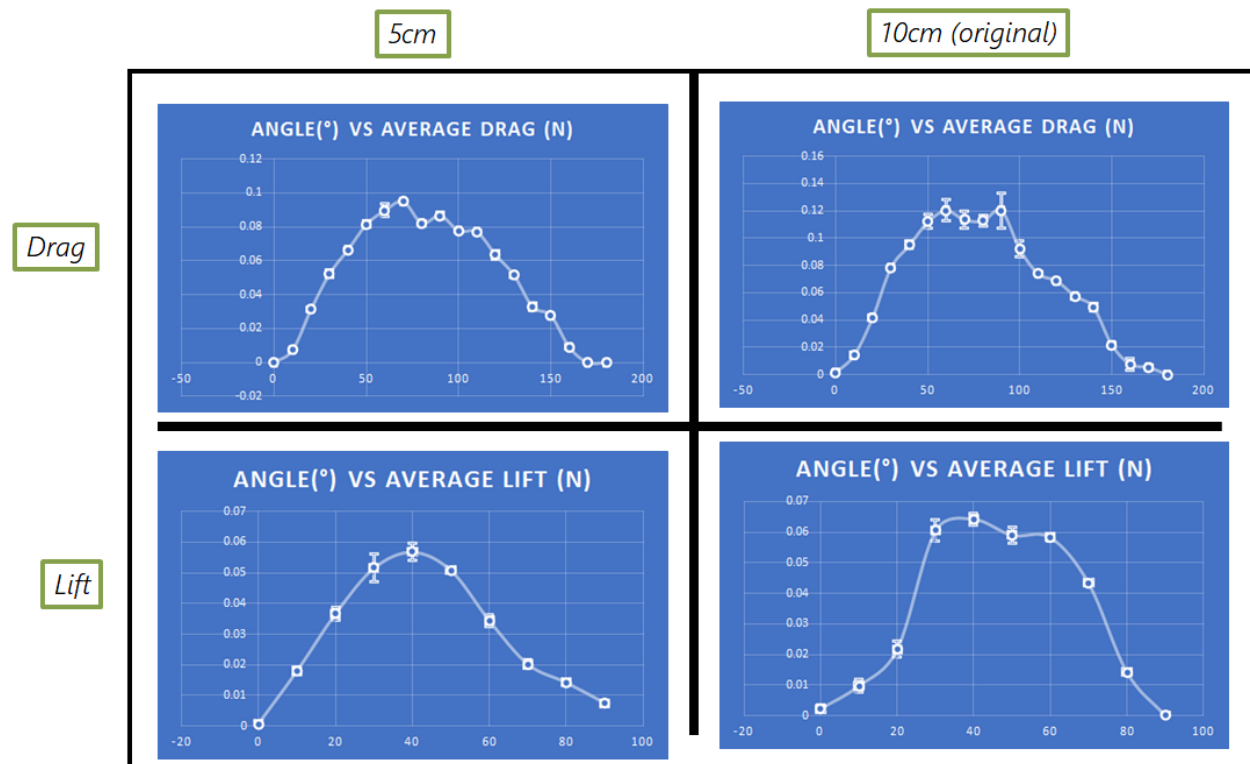 5cm
10cm (original)
Drag
ANGLE(°) VS AVERAGE DRAG (N)
0.12
0.1
0.08
0.06
0.04
0.02
0
-0.02
-50 0 50 100 150 200
ANGLE(°) VS AVERAGE DRAG (N)
0.16
0.14
0.12
0.1
0.08
0.06
0.04
0.02
0
-50 0 50 100 150 200
Lift
ANGLE(°) VS AVERAGE LIFT (N)
0.07
0.06
0.05
0.04
0.03
0.02
0.01
0
-20 0 20 40 60 80 100
ANGLE(°) VS AVERAGE LIFT (N)
0.07
0.06
0.05
0.04
0.03
0.02
0.01
0
-20 0 20 40 60 80 100